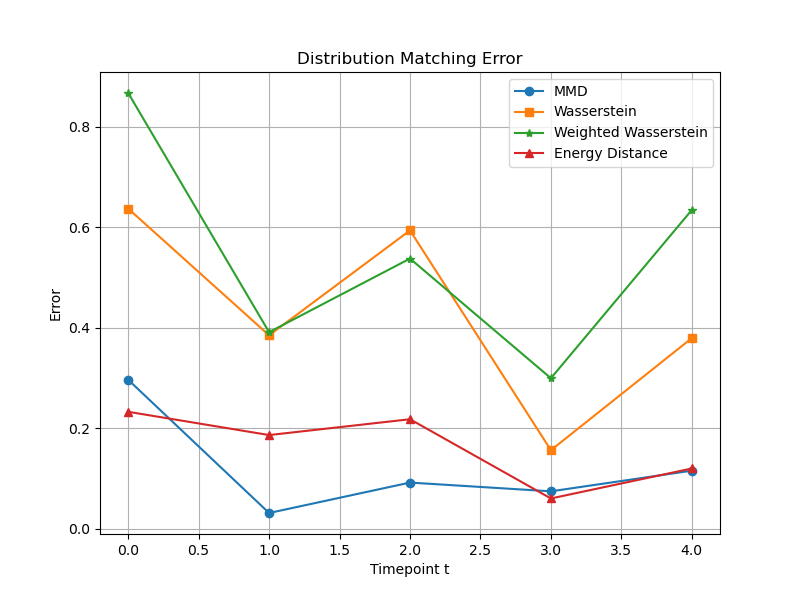 Distribution Matching Error
MMD
Wasserstein
Weighted Wasserstein
Energy Distance
Error
0.8
0.6
0.4
0.2
0.0
0.0 0.5 1.0 1.5 2.0 2.5 3.0 3.5 4.0
Timepoint t